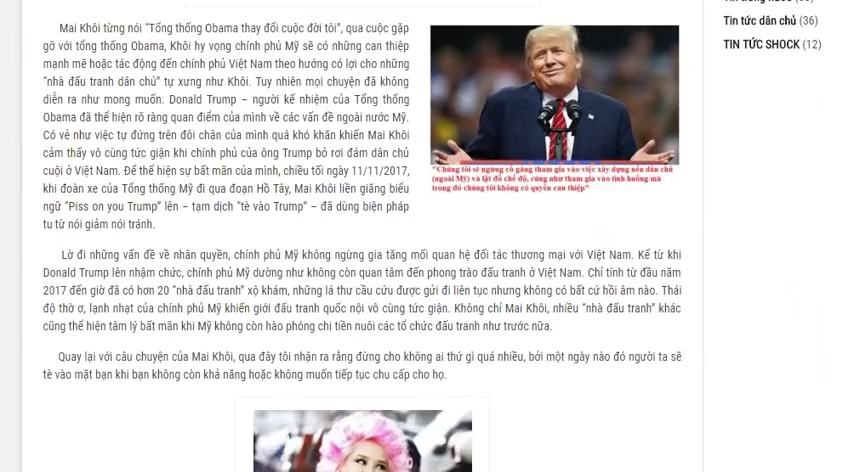 Tin tức dân chủ (36)
TIN TỨC SHOCK (12)
Mai Khôi từng nói "Tổng thống Obama thay đổi cuộc đời tôi", qua cuộc gặp
gỡ với tổng thống Obama, Khôi hy vọng chính phủ Mỹ sẽ có những can thiệp
mạnh mẽ hoặc tác động đến chính phủ Việt Nam theo hướng có lợi cho những
"nhà đấu tranh dân chủ" tự xưng như Khôi. Tuy nhiên mọi chuyện đã không
diễn ra như mong muốn. Donald Trump – người kế nhiệm của Tổng thống
Obama đã thể hiện rõ ràng quan điểm của mình về các vấn đề ngoài nước Mỹ.
Có vẻ như việc tự đứng trên đôi chân của mình quá khó khăn khiến Mai Khôi
cảm thấy vô cùng tức giận khi chính phủ của ông Trump bỏ rơi đám dân chủ
cuội ở Việt Nam. Để thể hiện sự bất mãn của mình, chiều tối ngày 11/11/2017,
khi đoàn xe của Tổng thống Mỹ đi qua đoạn Hồ Tây, Mai Khôi liền giăng biểu
ngữ "Piss on you Trump" lên – tạm dịch "tè vào Trump" – đã dùng biện pháp
tu từ nói giảm nói tránh.
"Chúng tôi sẽ ngừng cố gắng tham gia vào việc xây dựng nền dân chủ
(ngoài Mỹ) và lật đổ chế độ, cũng như tham gia vào tình huống mà
trong đó chúng tôi không có quyền can thiệp"
Lờ đi những vấn đề về nhân quyền, chính phủ Mỹ không ngừng gia tăng mối quan hệ đối tác thương mại với Việt Nam. Kể từ khi
Donald Trump lên nhậm chức, chính phủ Mỹ dường như không còn quan tâm đến phong trào đấu tranh ở Việt Nam. Chỉ tính từ đầu năm
2017 đến giờ đã có hơn 20 "nhà đấu tranh" xộ khám, những lá thư cầu cứu được gửi đi liên tục nhưng không có bất cứ hồi âm nào. Thái
độ thờ ơ, lạnh nhạt của chính phủ Mỹ khiến giới đấu tranh quốc nội vô cùng tức giận. Không chỉ Mai Khôi, nhiều "nhà đấu tranh" khác
cũng thể hiện tâm lý bất mãn khi Mỹ không còn hào phóng chi tiền nuôi các tổ chức đấu tranh như trước nữa.
Quay lại với câu chuyện của Mai Khôi, qua đây tôi nhận ra rằng đừng cho không ai thứ gì quá nhiều, bởi một ngày nào đó người ta sẽ
tè vào mặt bạn khi bạn không còn khả năng hoặc không muốn tiếp tục chu cấp cho họ.